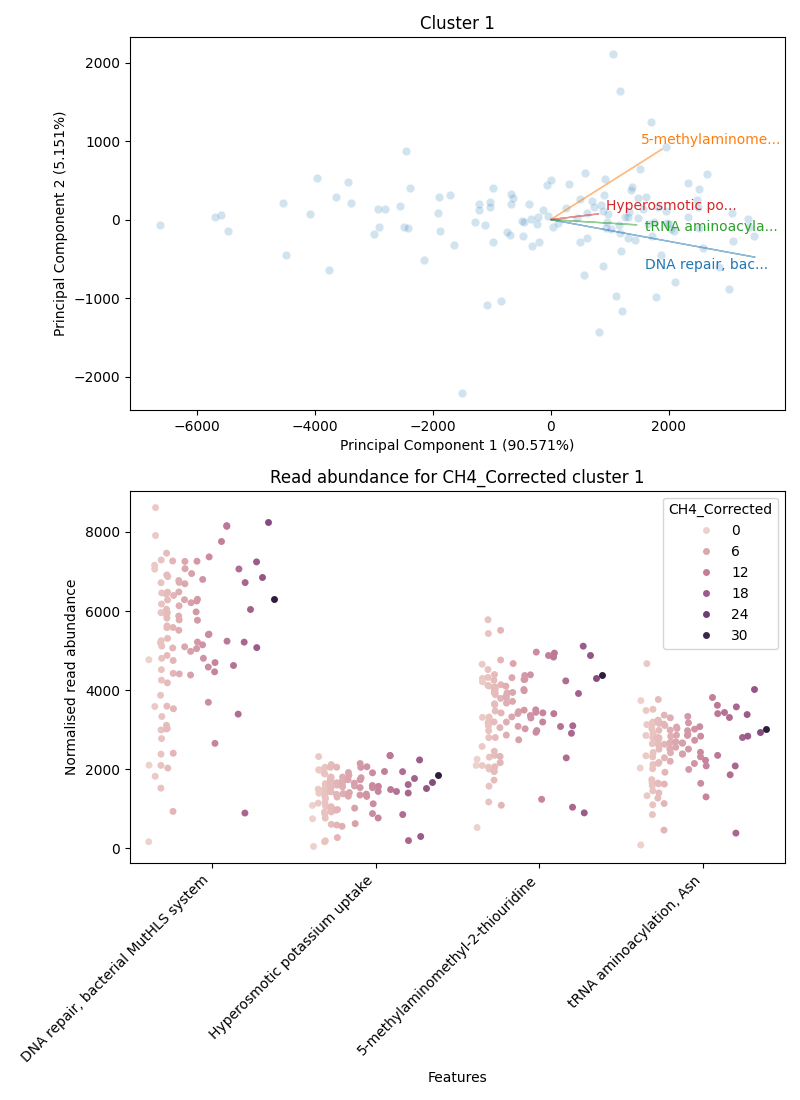 Cluster 1
Principal Component 2 (5.151%)
2000
1000
0
−1000
−2000
5-methylaminome...
Hyperosmotic po...
tRNA aminoacyla...
DNA repair, bac...
−6000 −4000 −2000 0 2000
Principal Component 1 (90.571%)
Read abundance for CH4_Corrected cluster 1
Normalised read abundance
8000
6000
4000
2000
0
CH4_Corrected
0
6
12
18
24
30
DNA repair, bacterial MutHLS system
Hyperosmotic potassium uptake
5-methylaminomethyl-2-thiouridine
tRNA aminoacylation, Asn
Features